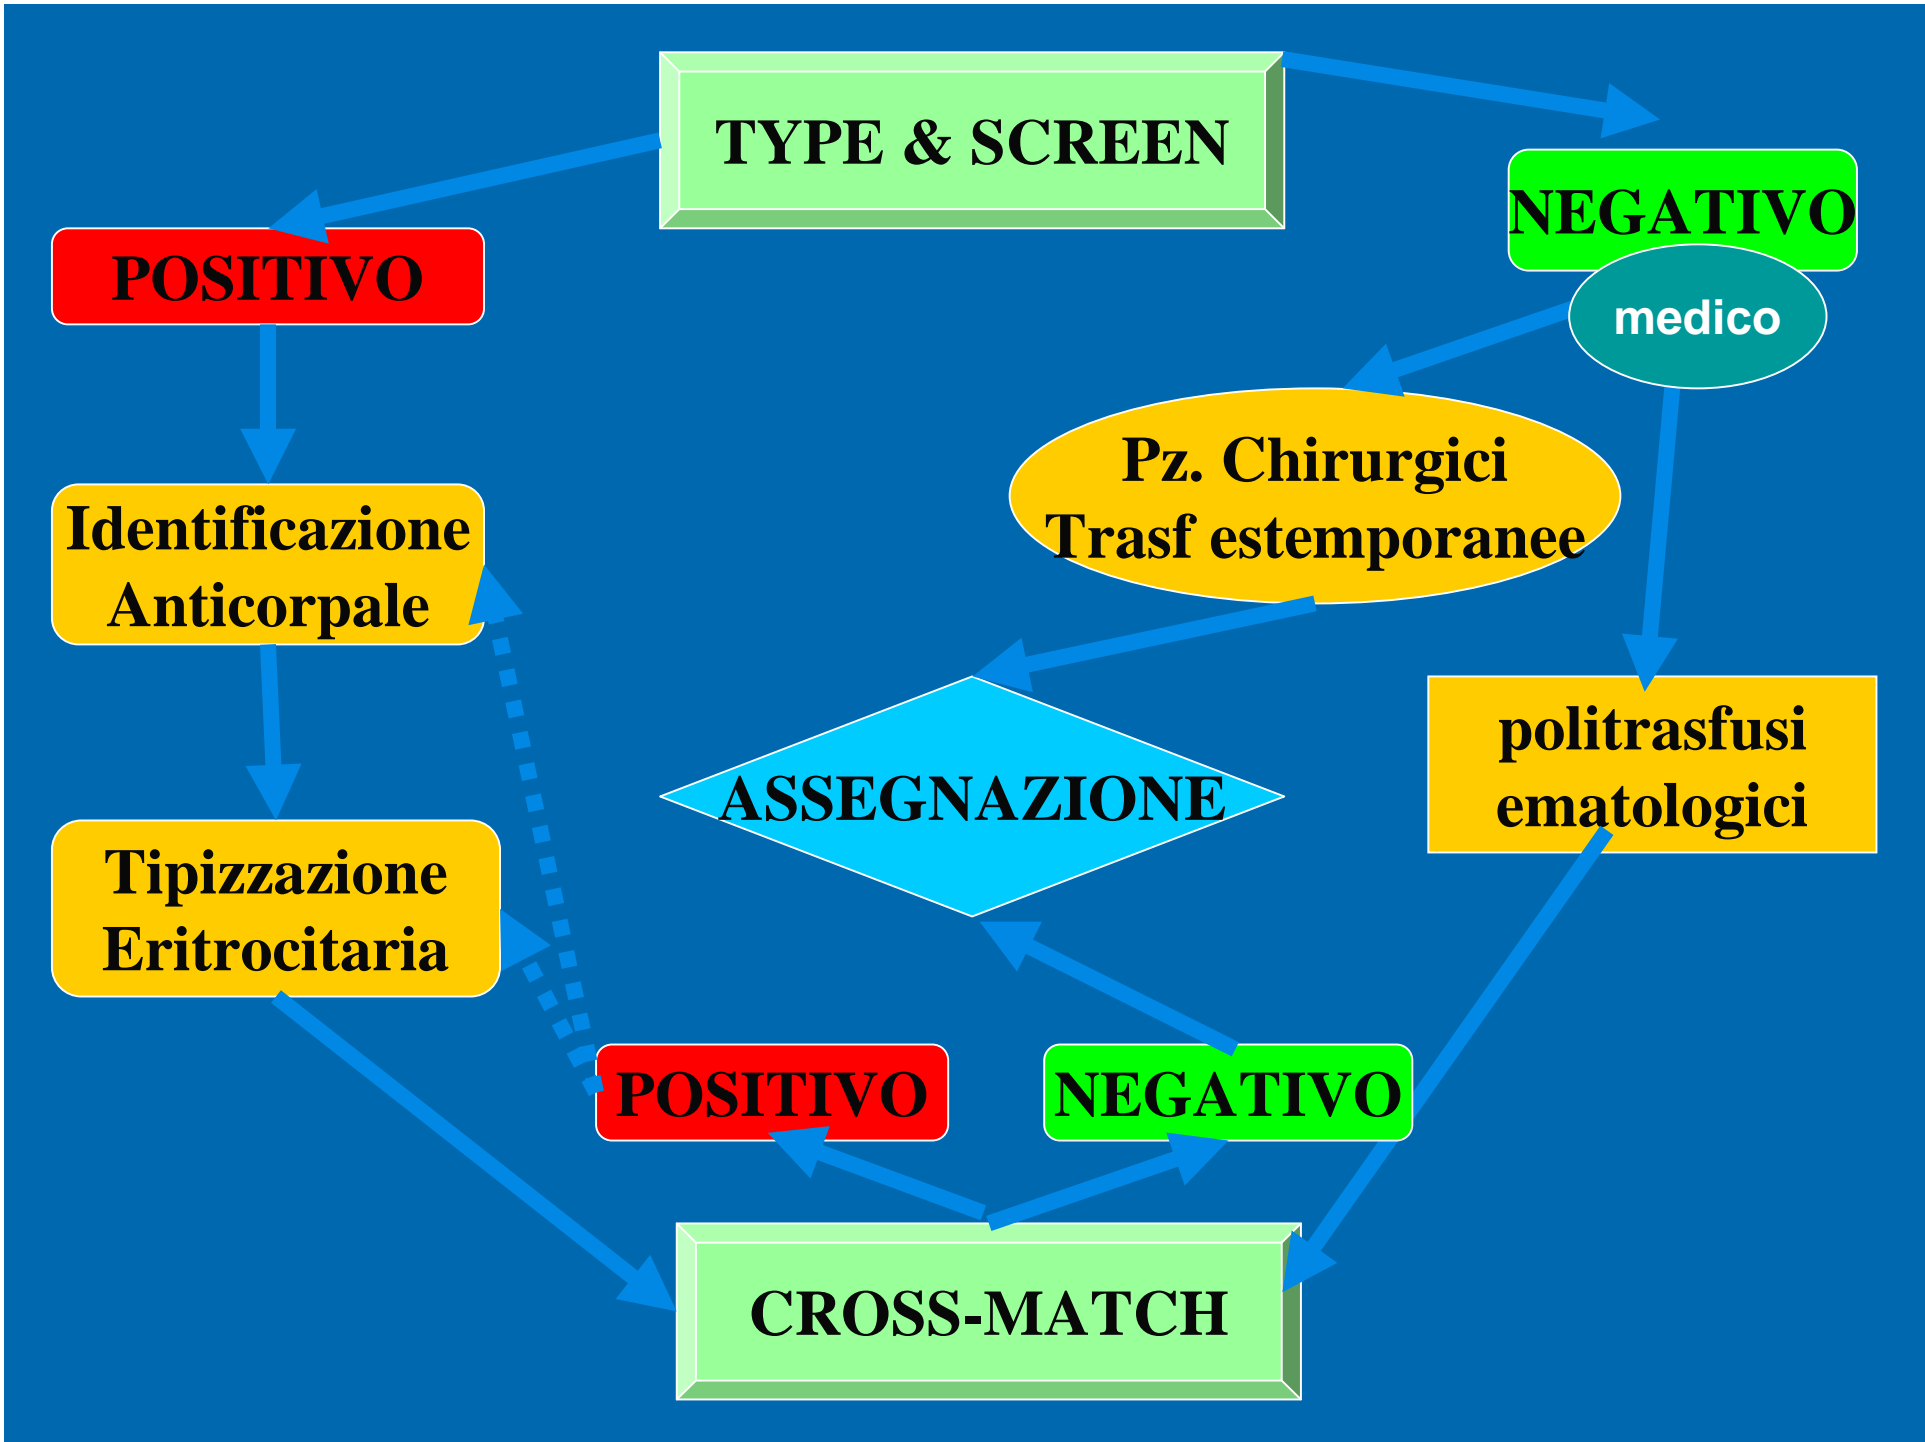 TYPE & SCREEN
NEGATIVO
POSITIVO
medico
Pz. Chirurgici
Trasf estemporanee
Identificazione
Anticorpale
politrasfusi
ematologici
ASSEGNAZIONE
Tipizzazione
Eritrocitaria
POSITIVO
NEGATIVO
CROSS-MATCH